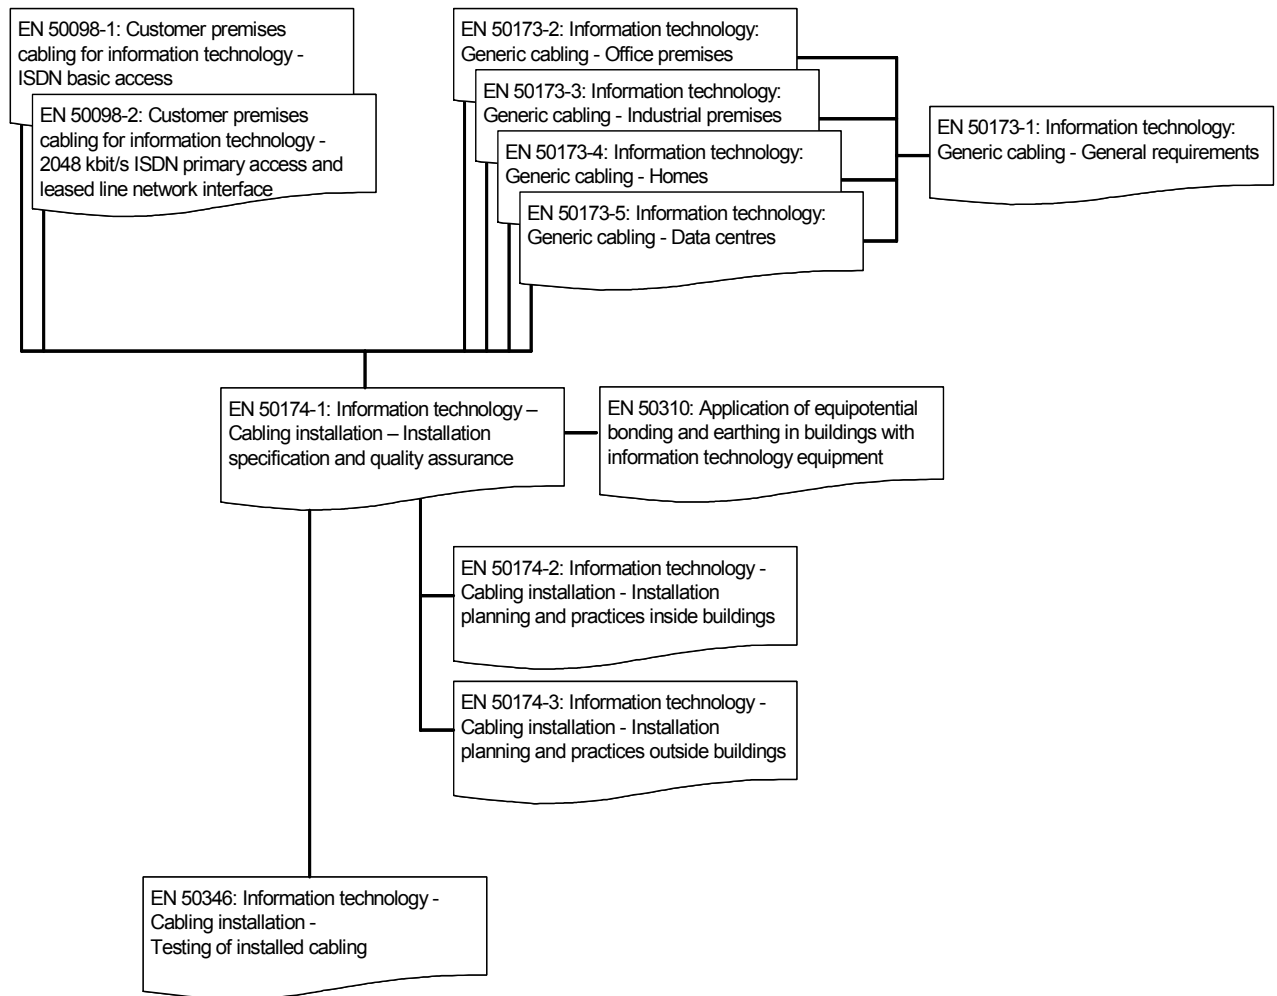 EN 50098-1: Customer premises
cabling for information technology -
ISDN basic access
EN 50098-2: Customer premises
cabling for information technology -
2048 kbit/s ISDN primary access and
leased line network interface
EN 50173-2: Information technology:
Generic cabling - Office premises
EN 50173-3: Information technology:
Generic cabling - Industrial premises
EN 50173-4: Information technology:
Generic cabling - Homes
EN 50173-5: Information technology:
Generic cabling - Data centres
EN 50173-1: Information technology:
Generic cabling - General requirements
EN 50174-1: Information technology –
Cabling installation – Installation
specification and quality assurance
EN 50310: Application of equipotential
bonding and earthing in buildings with
information technology equipment
EN 50174-2: Information technology -
Cabling installation - Installation
planning and practices inside buildings
EN 50174-3: Information technology -
Cabling installation - Installation
planning and practices outside buildings
EN 50346: Information technology -
Cabling installation -
Testing of installed cabling